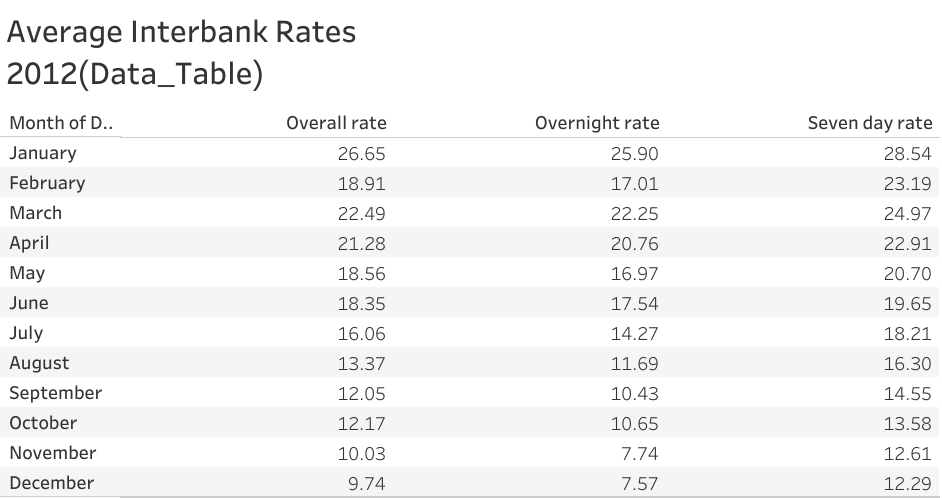 Average Interbank Rates
2012(Data_Table)
Month of D.. Overall rate Overnight rate Seven day rate
January 26.65 25.90 28.54
February 18.91 17.01 23.19
March 22.49 22.25 24.97
April 21.28 20.76 22.91
May 18.56 16.97 20.70
June 18.35 17.54 19.65
July 16.06 14.27 18.21
August 13.37 11.69 16.30
September 12.05 10.43 14.55
October 12.17 10.65 13.58
November 10.03 7.74 12.61
December 9.74 7.57 12.29